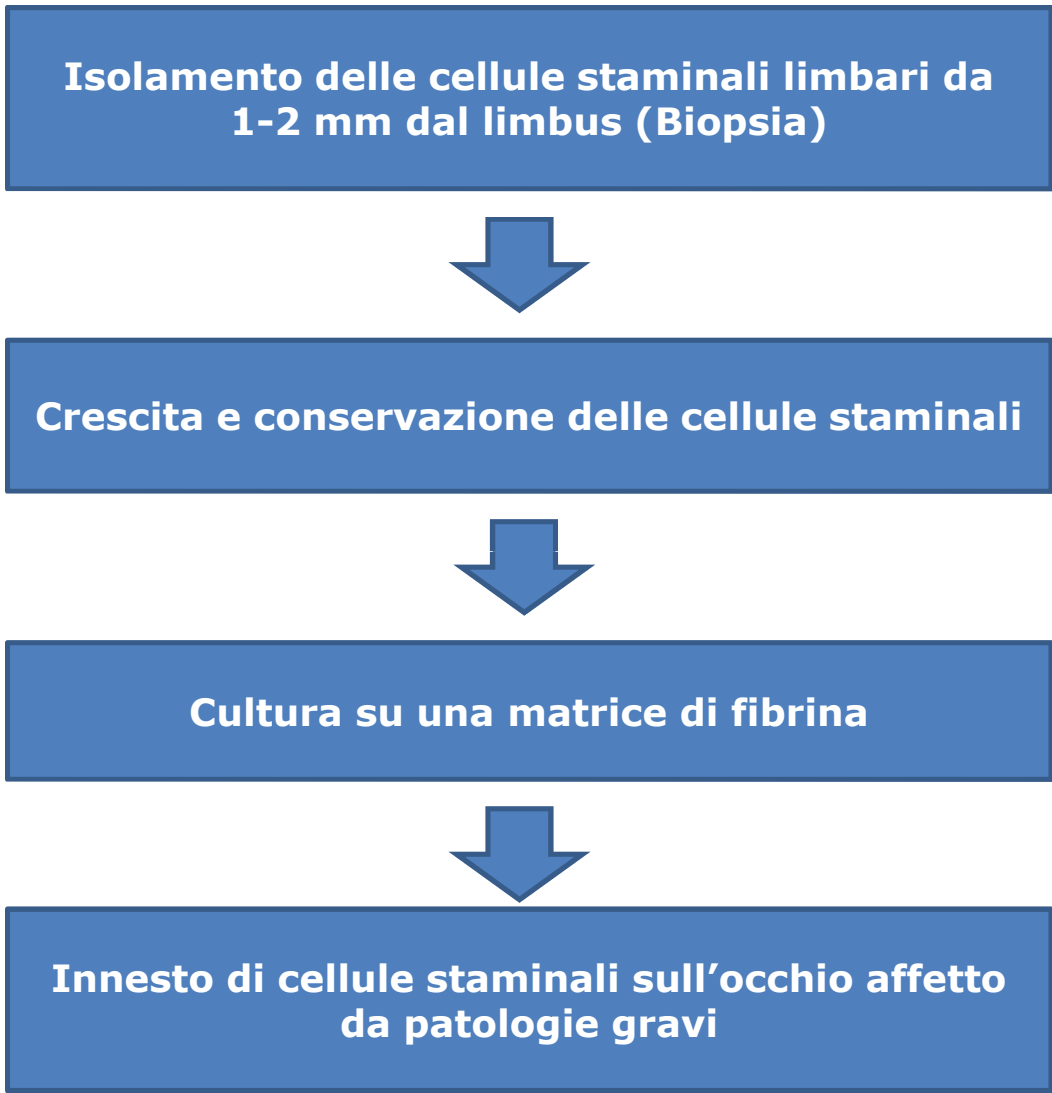 Isolamento delle cellule staminali limbari da
1-2 mm dal limbus (Biopsia)
Crescita e conservazione delle cellule staminali
Cultura su una matrice di fibrina
Innesto di cellule staminali sull’occhio affetto
da patologie gravi